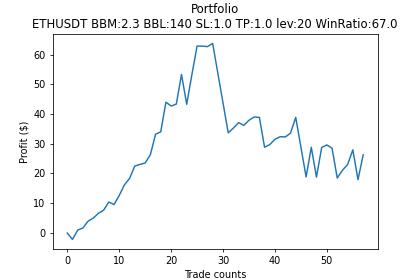 Portfolio
ETHUSDT BBM:2.3 BBL:140 SL:1.0 TP:1.0 lev:20 WinRatio:67.0
60
50
40
30
20
10
0
Profit ($)
0 10 20 30 40 50
Trade counts